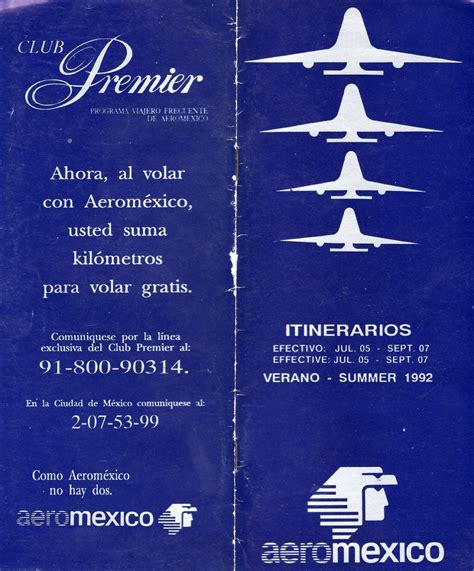 CLUB
Premier
PROGRAMA VIAJERO FRECUENTE
DE AEROMEXICO
Ahora, al volar
con Aeroméxico,
usted suma
kilómetros
para volar gratis.
Comuniquese por la línea
exclusiva del Club Premier al:
91-800-90314.
En la Ciudad de México comuniquese al:
2-07-53-99
Como Aeroméxico
no hay dos.
aeromexico
ITINERARIOS
EFECTIVO: JUL. 05 - SEPT. 07
EFFECTIVE: JUL. 05 - SEPT. 07
VERANO - SUMMER 1992
aeromexico